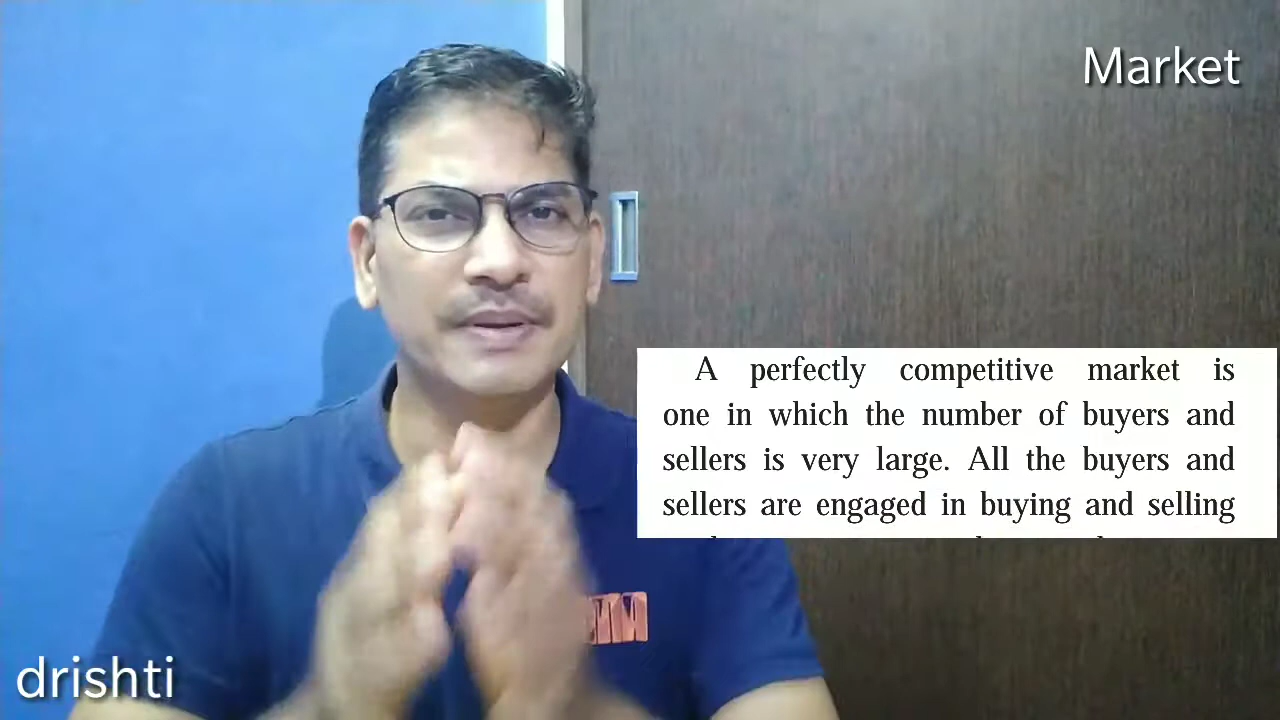 Market
A perfectly competitive market is
one in which the number of buyers and
sellers is very large. All the buyers and
sellers are engaged in buying and selling
drishti